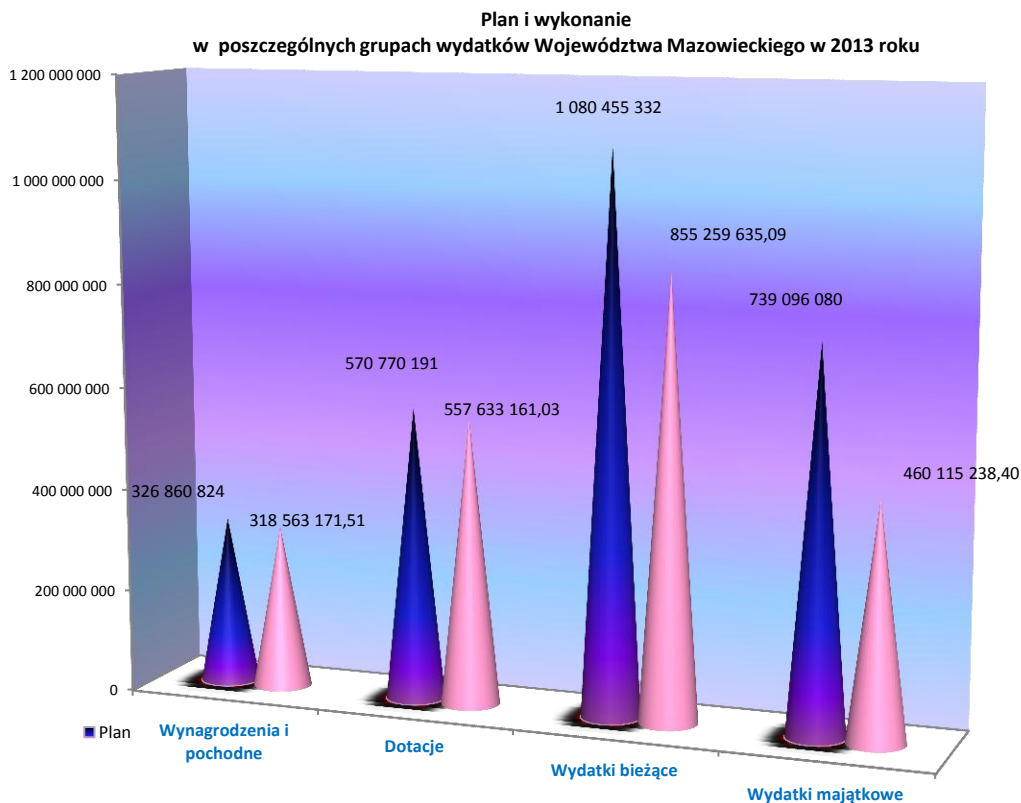 Plan i wykonanie
w poszczególnych grupach wydatków Województwa Mazowieckiego w 2013 roku
1 200 000 000
1 000 000 000
800 000 000
600 000 000
400 000 000
200 000 000
0
326 860 824
318 563 171,51
570 770 191
557 633 161,03
1 080 455 332
855 259 635,09
739 096 080
460 115 238,40
Plan
Wynagrodzenia i
pochodne
Dotacje
Wydatki bieżące
Wydatki majątkowe